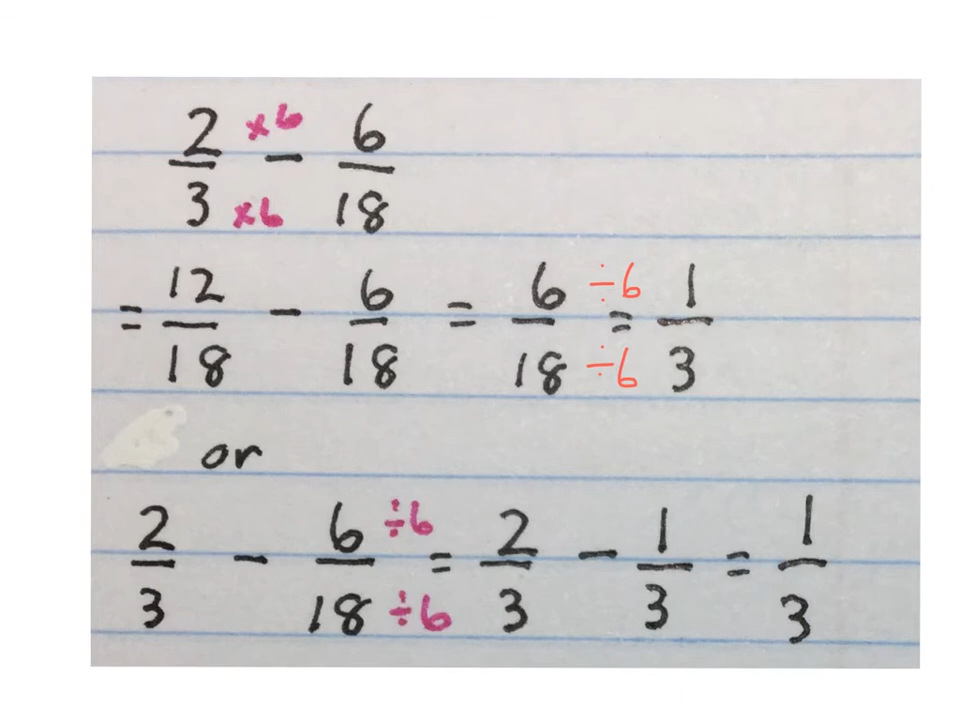 2/3 ×6 ×6 − 6/18
= 12/18 − 6/18 = 6/18 ÷6 ÷6 = 1/3
or
2/3 − 6/18 ÷6 ÷6 = 2/3 − 1/3 = 1/3